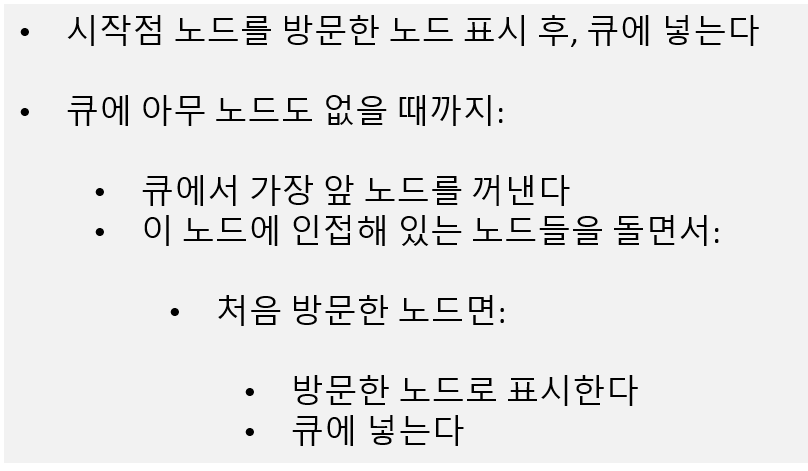 • 시작점 노드를 방문한 노드 표시 후, 큐에 넣는다
• 큐에 아무 노드도 없을 때까지:
• 큐에서 가장 앞 노드를 꺼낸다
• 이 노드에 인접해 있는 노드들을 돌면서:
• 처음 방문한 노드면:
• 방문한 노드로 표시한다
• 큐에 넣는다